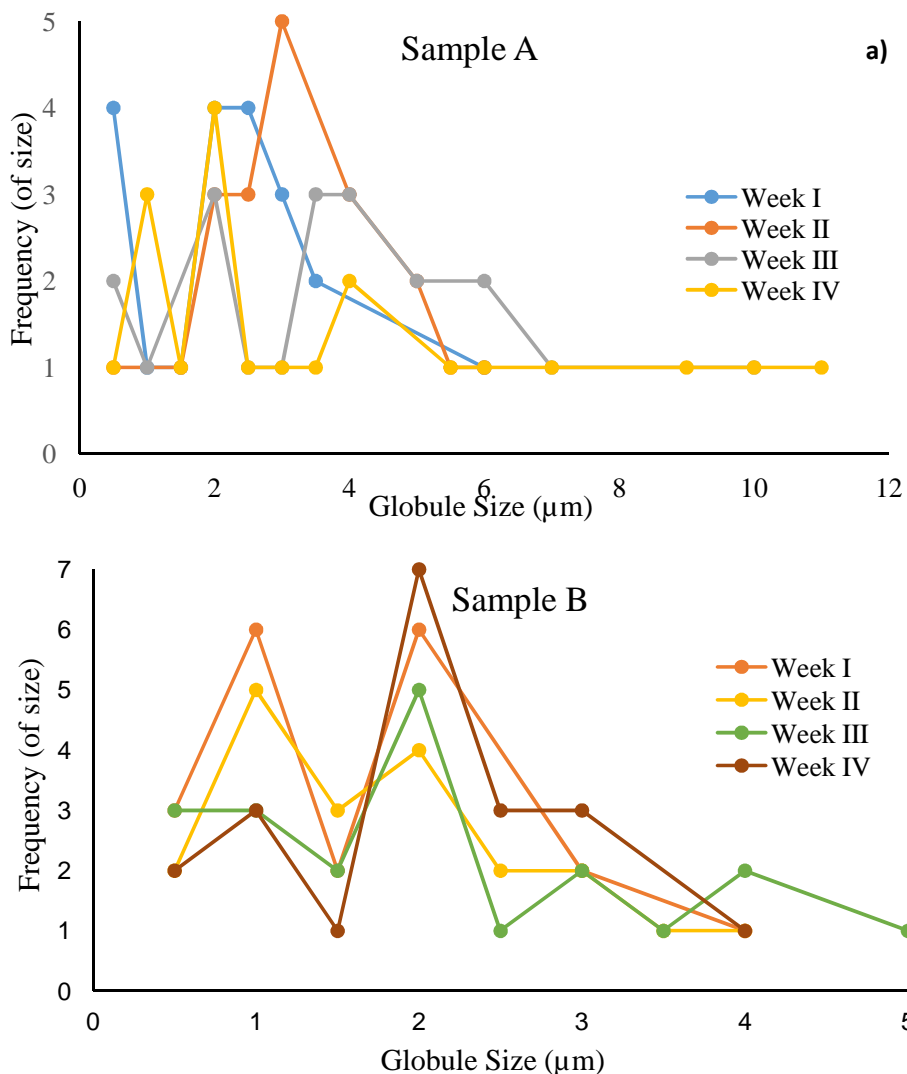 Sample A
a)
Frequency (of size)
5
4
3
2
1
0
0 2 4 6 8 10 12
Globule Size (µm)
Week I
Week II
Week III
Week IV
Sample B
Frequency (of size)
7
6
5
4
3
2
1
0
0 1 2 3 4 5
Globule Size (µm)
Week I
Week II
Week III
Week IV